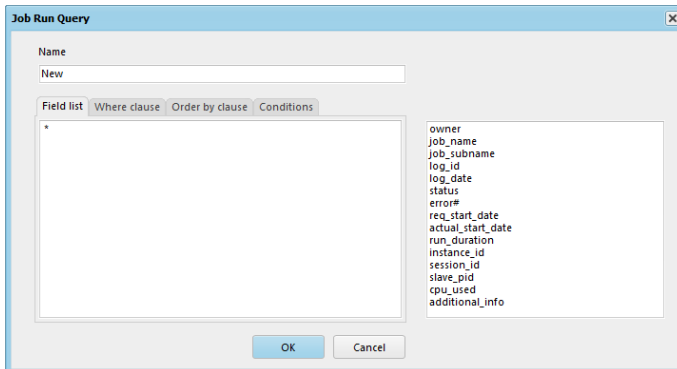 Job Run Query
Name
New
Field list Where clause Order by clause Conditions
*
owner
job_name
job_subname
log_id
log_date
status
error#
req_start_date
actual_start_date
run_duration
instance_id
session_id
slave_pid
cpu_used
additional_info
OK Cancel